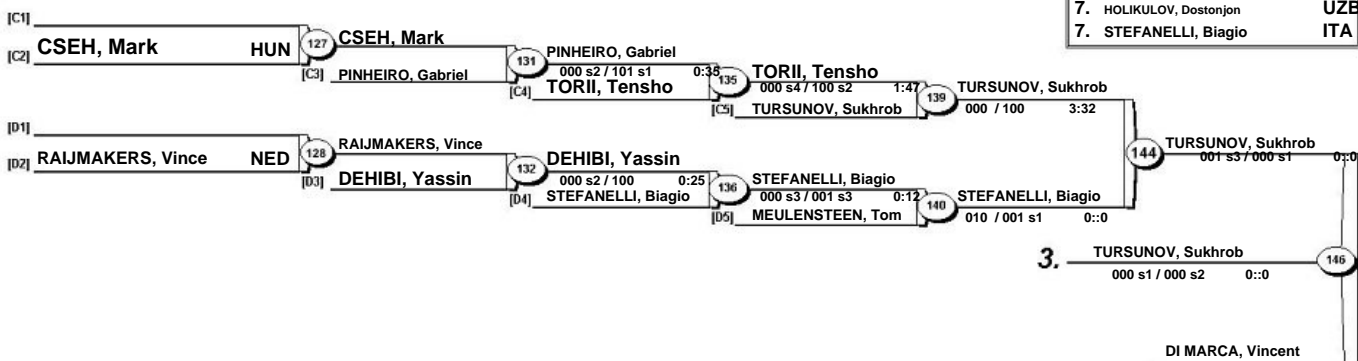 7. HOLIKULOV, Dostonjon UZB
7. STEFANELLI, Biagio ITA
[C1]
[C2] CSEH, Mark HUN
127
CSEH, Mark
[C3] PINHEIRO, Gabriel
131
PINHEIRO, Gabriel
000 s2 / 101 s1 0:35
[C4] TORII, Tensho
135
TORII, Tensho
000 s4 / 100 s2 1:47
[C5] TURSUNOV, Sukhrob
139
TURSUNOV, Sukhrob
000 / 100 3:32
[D1]
[D2] RAIJMAKERS, Vince NED
128
RAIJMAKERS, Vince
[D3] DEHIBI, Yassin
132
DEHIBI, Yassin
000 s2 / 100 0:25
[D4] STEFANELLI, Biagio
136
STEFANELLI, Biagio
000 s3 / 001 s3 0:12
[D5] MEULENSTEEN, Tom
140
STEFANELLI, Biagio
010 / 001 s1 0::0
144
TURSUNOV, Sukhrob
001 s3 / 000 s1 0::0
3. TURSUNOV, Sukhrob
000 s1 / 000 s2 0::0
146
DI MARCA, Vincent